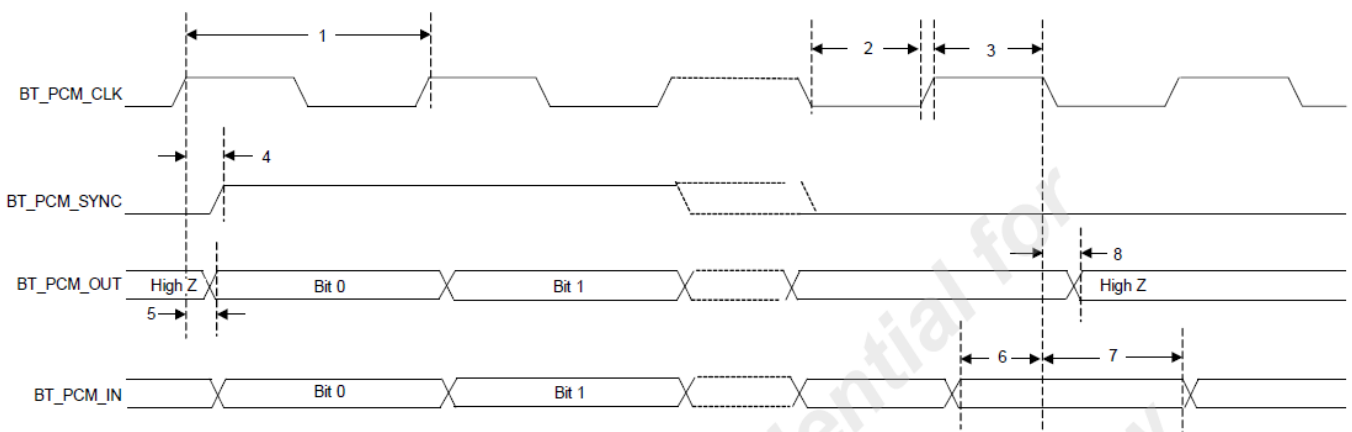 1
2
3
BT_PCM_CLK
4
BT_PCM_SYNC
8
BT_PCM_OUT
High Z
Bit 0
Bit 1
High Z
5
6
7
BT_PCM_IN
Bit 0
Bit 1
for